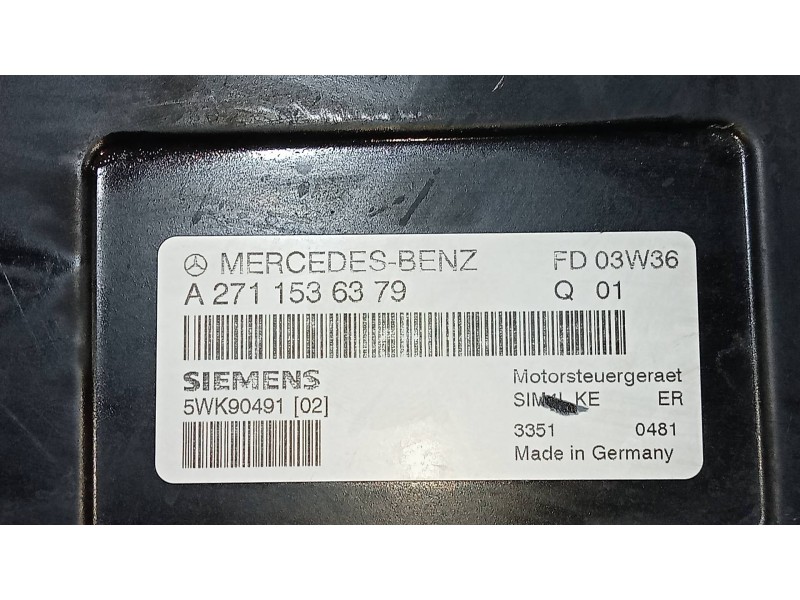 MERCEDES-BENZ FD 03W36
A 271 153 63 79 Q 01
SIEMENS
5WK90491 [02]
Motorsteuergeraet
KE ER
3351 0481
Made in Germany